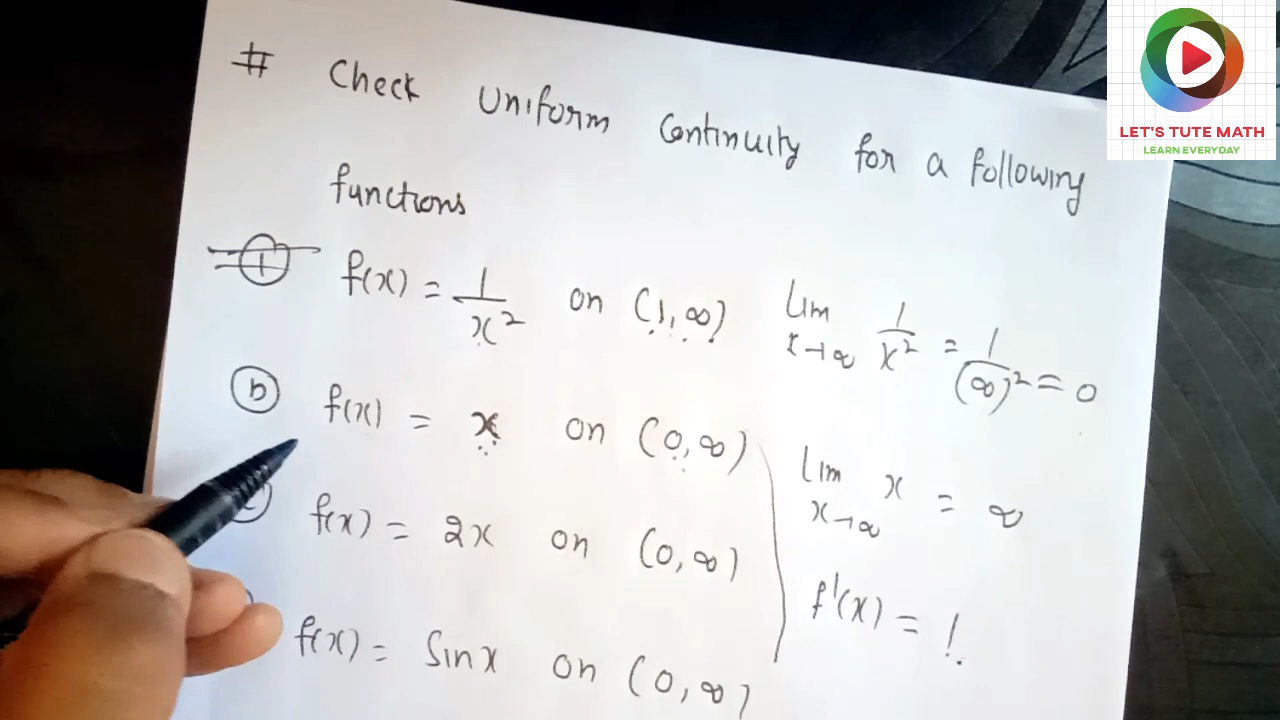 # Check Uniform Continuity for a following
functions
① f(x) = 1/x² on (1, ∞) lim x→∞ 1/x² = 1/(∞)² = 0
ⓑ f(x) = x on (0, ∞) lim x→∞ x = ∞
f(x) = 2x on (0, ∞) f'(x) = 1.
f(x) = Sinx on (0, ∞)
LET'S TUTE MATH
LEARN EVERYDAY